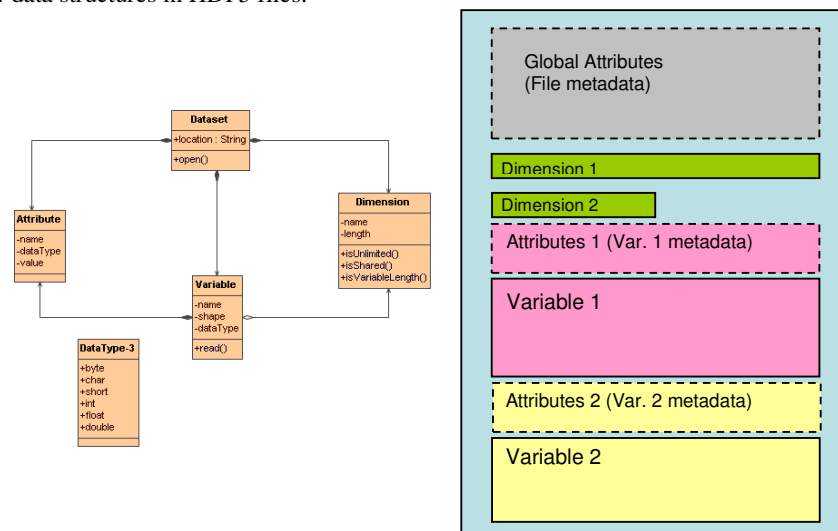 data structures in HDF5 files.
Dataset
+location : String
+open()
Attribute
-name
-dataType
-value
Variable
-name
-shape
-dataType
+read()
Dimension
-name
-length
+isUnlimited()
+isShared()
+isVariableLength()
DataType-3
+byte
+char
+short
+int
+float
+double
Global Attributes
(File metadata)
Dimension 1
Dimension 2
Attributes 1 (Var. 1 metadata)
Variable 1
Attributes 2 (Var. 2 metadata)
Variable 2